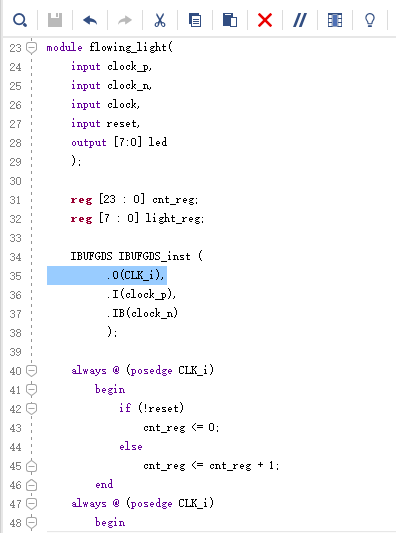 23 module flowing_light(
24 input clock_p,
25 input clock_n,
26 input clock,
27 input reset,
28 output [7:0] led
29 );
30
31 reg [23 : 0] cnt_reg;
32 reg [7 : 0] light_reg;
33
34 IBUFGDS IBUFGDS_inst (
35 .O(CLK_i),
36 .I(clock_p),
37 .IB(clock_n)
38 );
39
40 always @ (posedge CLK_i)
41 begin
42 if (!reset)
43 cnt_reg <= 0;
44 else
45 cnt_reg <= cnt_reg + 1;
46 end
47 always @ (posedge CLK_i)
48 begin